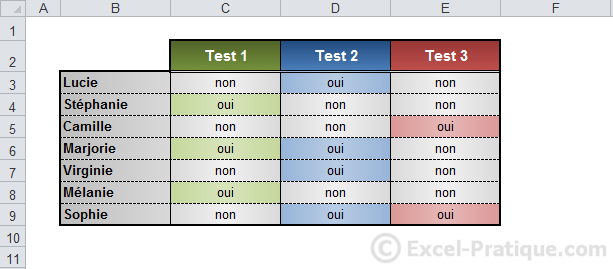 A B C D E F
1
2 Test 1 Test 2 Test 3
3 Lucie non oui non
4 Stéphanie oui non non
5 Camille non non oui
6 Marjorie oui oui non
7 Virginie non oui non
8 Mélanie oui non non
9 Sophie non oui oui
10
11 © Excel-Pratique.com